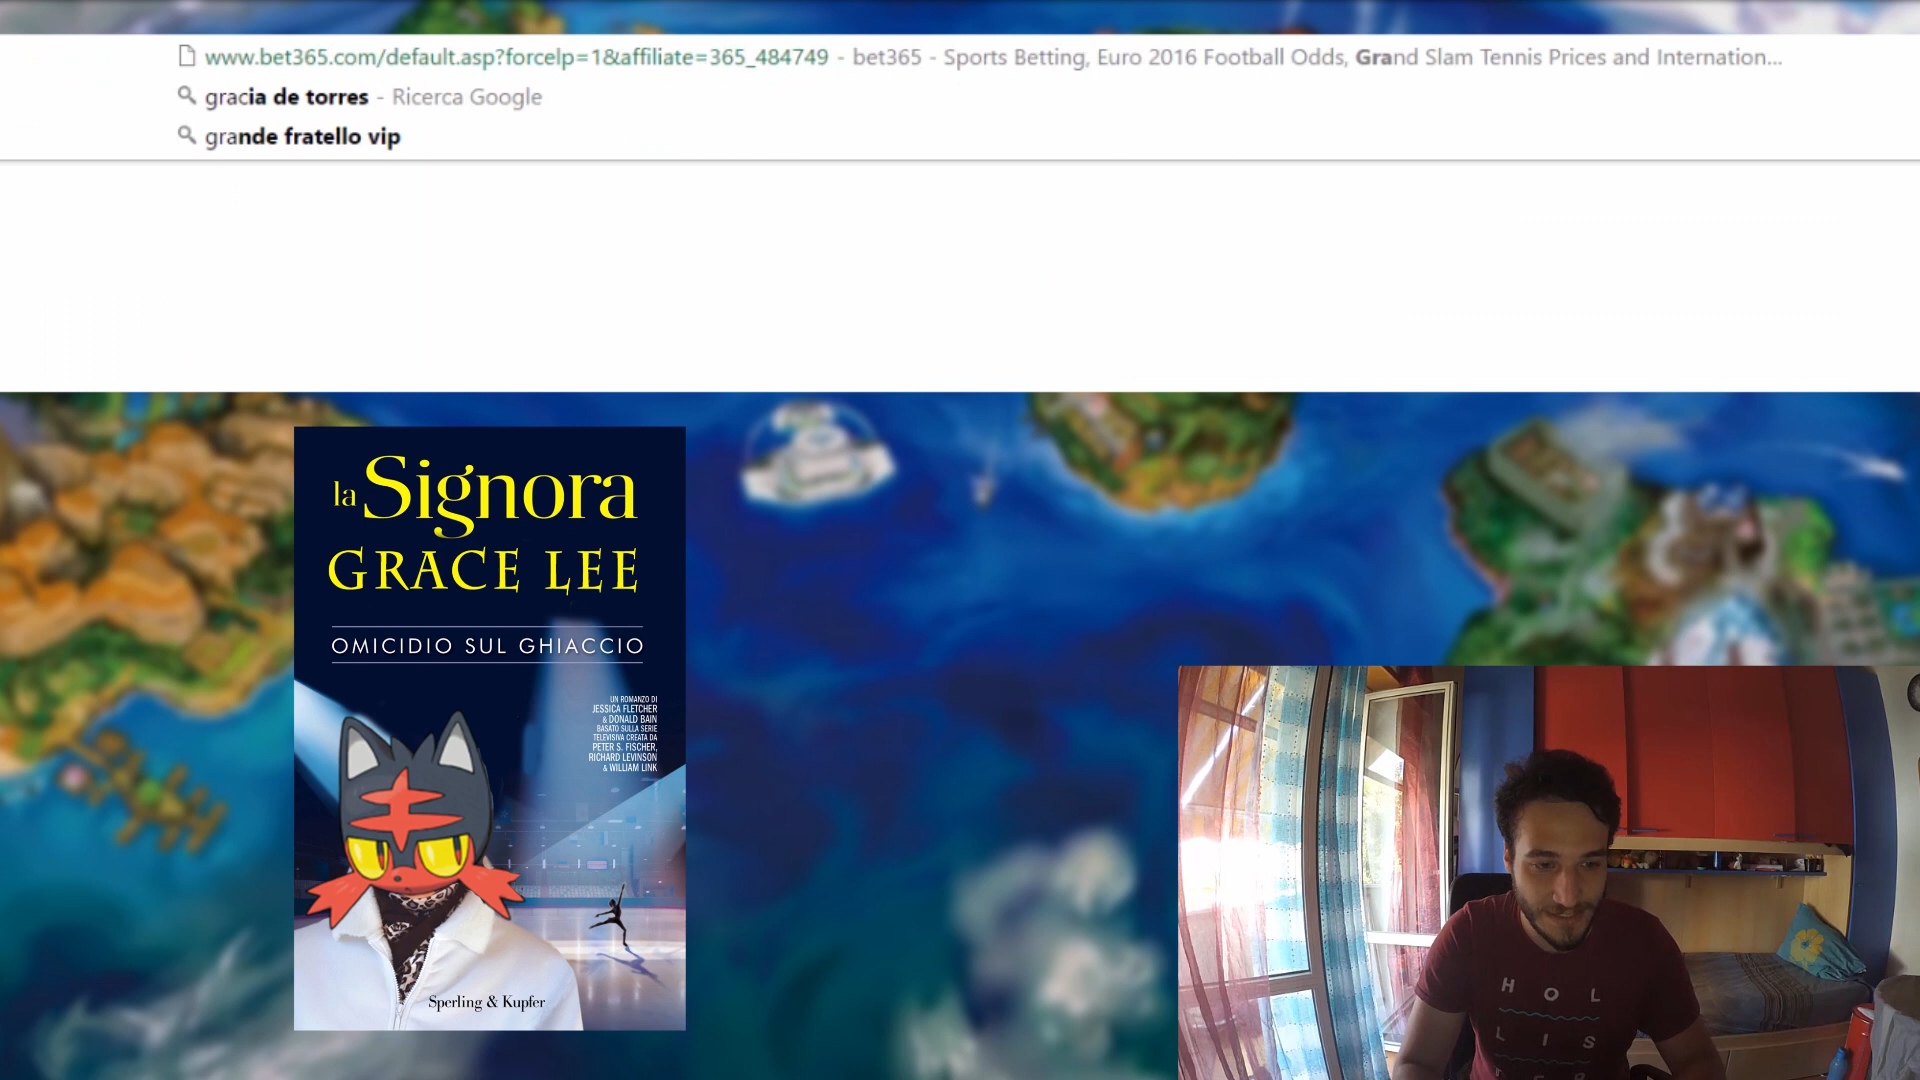 www.bet365.com/default.asp?forcelp=1&affiliate=365_484749 - bet365 - Sports Betting, Euro 2016 Football Odds, Grand Slam Tennis Prices and Internation...
gracia de torres - Ricerca Google
grande fratello vip
la Signora
GRACE LEE
OMICIDIO SUL GHIACCIO
UN ROMANZO DI
JESSICA FLETCHER
& DONALD BAIN
BASATO SULLA SERIE
TELEVISIVA CREATA DA
PETER S. FISCHER,
RICHARD LEVINSON
& WILLIAM LINK
Sperling & Kupfer
H O L
L I S